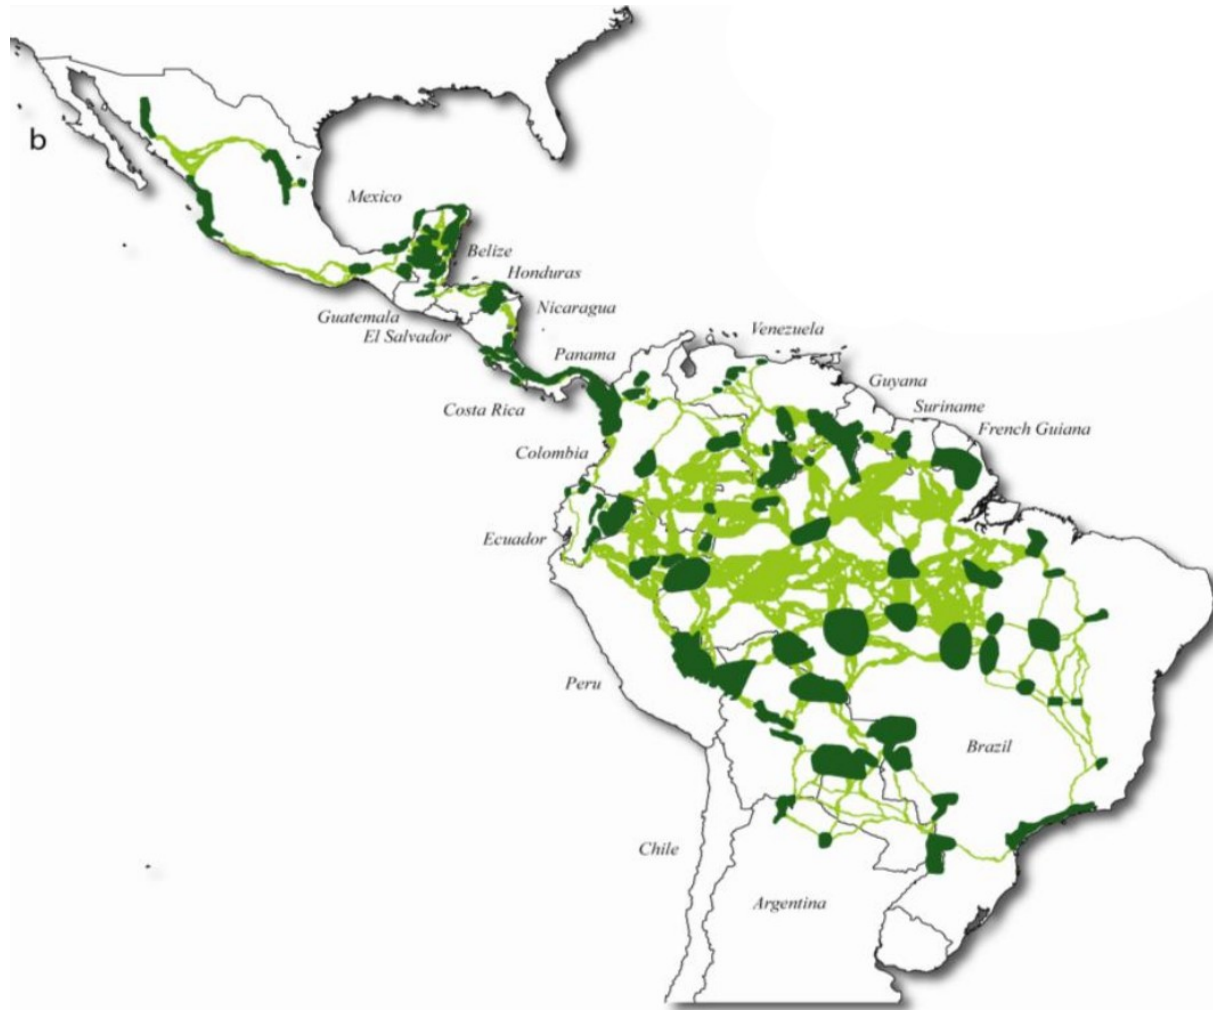 b
Mexico
Belize
Honduras
Nicaragua
Guatemala
El Salvador
Venezuela
Panama
Guyana
Costa Rica
Suriname
French Guiana
Colombia
Ecuador
Peru
Brazil
Chile
Argentina